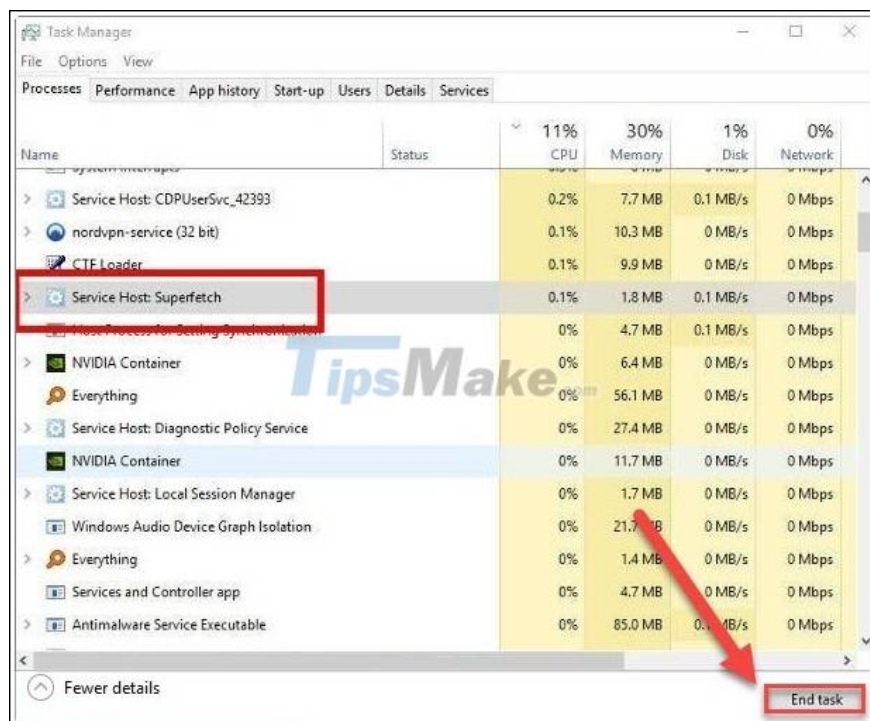 Task Manager
File Options View
Processes Performance App history Start-up Users Details Services
11% 30% 1% 0%
Name Status CPU Memory Disk Network
System interrupts
Service Host: CDPUserSvc_42393 0.2% 7.7 MB 0.1 MB/s 0 Mbps
nordvpn-service (32 bit) 0.1% 10.3 MB 0 MB/s 0 Mbps
CTF Loader 0.1% 9.9 MB 0 MB/s 0 Mbps
Service Host: Superfetch 0.1% 1.8 MB 0.1 MB/s 0 Mbps
Host Process for Setting Synchronization 0% 4.7 MB 0.1 MB/s 0 Mbps
NVIDIA Container 0% 6.4 MB 0 MB/s 0 Mbps
TipsMake.com
Everything 0% 56.1 MB 0 MB/s 0 Mbps
Service Host: Diagnostic Policy Service 0% 27.4 MB 0 MB/s 0 Mbps
NVIDIA Container 0% 11.7 MB 0 MB/s 0 Mbps
Service Host: Local Session Manager 0% 1.7 MB 0 MB/s 0 Mbps
Windows Audio Device Graph Isolation 0% 0 MB/s 0 Mbps
Everything 0% 1.4 MB 0 MB/s 0 Mbps
Services and Controller app 0% 4.7 MB 0 MB/s 0 Mbps
Antimalware Service Executable 0% 85.0 MB 0 Mbps
Fewer details
End task